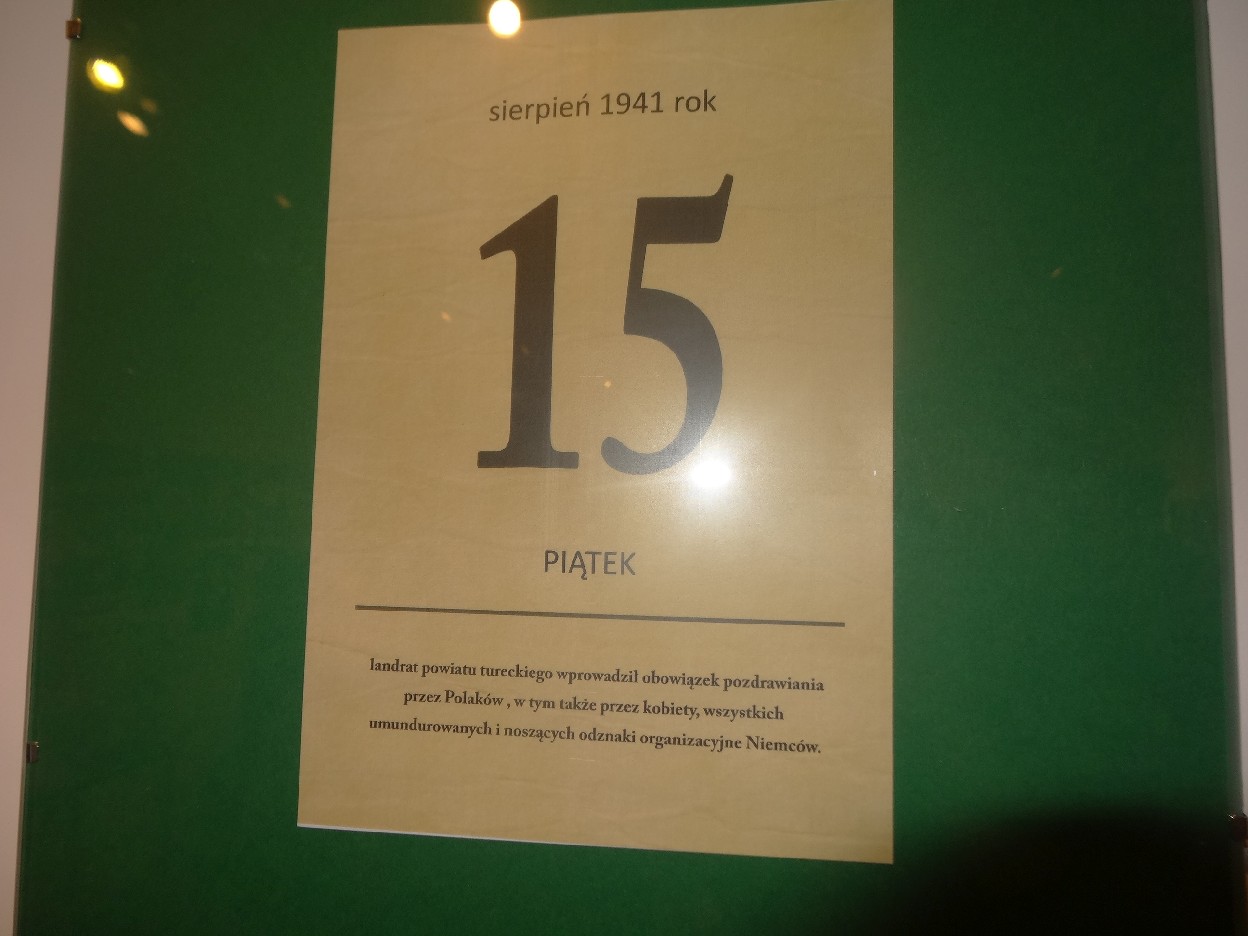 sierpień 1941 rok
15
PIĄTEK
landrat powiatu tureckiego wprowadził obowiązek pozdrawiania
przez Polaków , w tym także przez kobiety, wszystkich
umundurowanych i noszących odznaki organizacyjne Niemców.